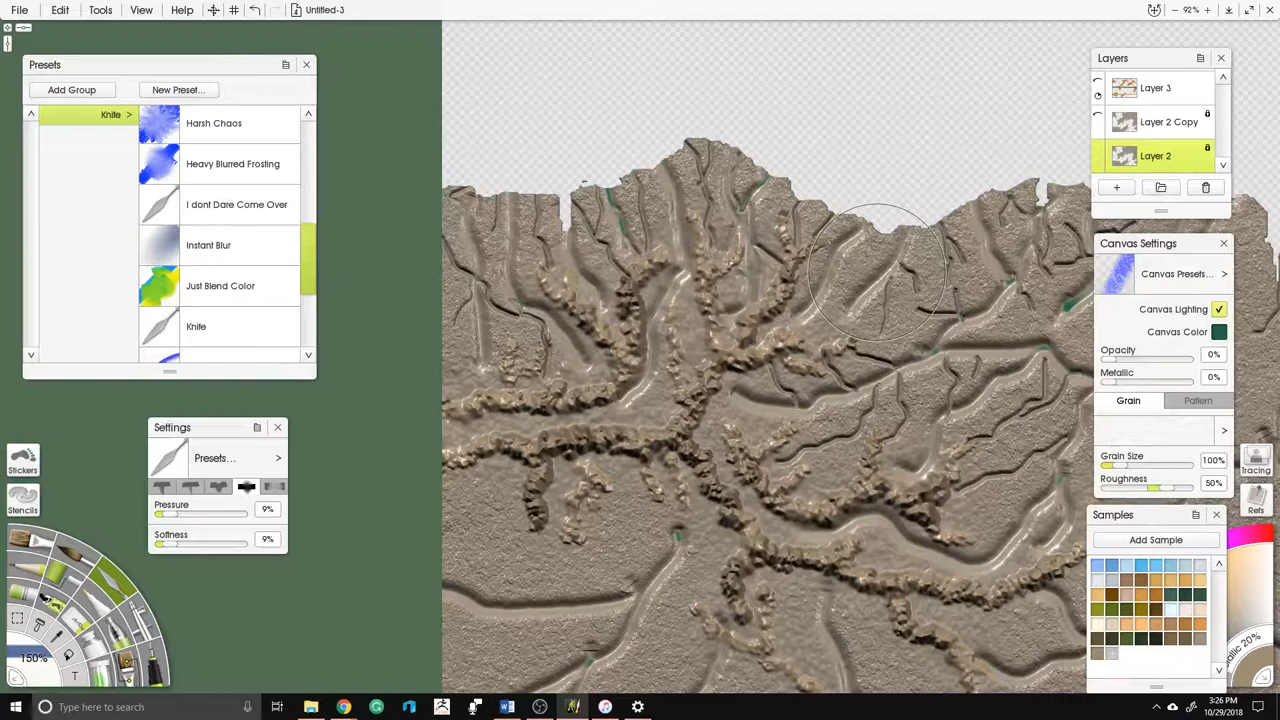 File Edit Tools View Help Untitled-3 92%
Presets
Add Group New Preset...
Knife >
Harsh Chaos
Heavy Blurred Frosting
I dont Dare Come Over
Instant Blur
Just Blend Color
Knife
Settings
Presets... >
Pressure 9%
Softness 9%
Stickers
Stencils
150%
T
Layers
Layer 3
Layer 2 Copy
Layer 2
Canvas Settings
Canvas Presets... >
Canvas Lighting
Canvas Color
Opacity 0%
Metallic 0%
Grain Pattern
Grain Size 100%
Roughness 50%
Tracing
Refs
Samples
Add Sample
Metallic 20%
Type here to search
3:26 PM
10/29/2018